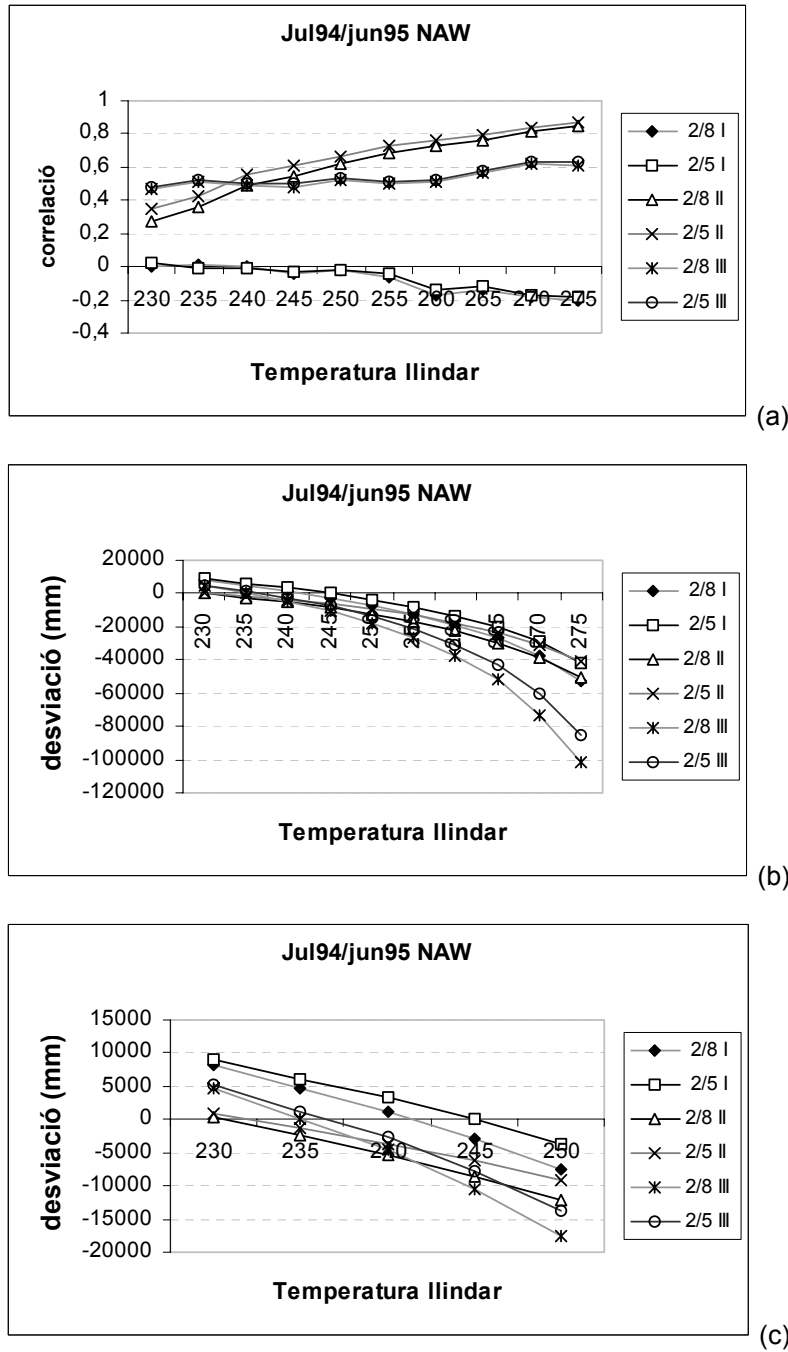 Jul94/jun95 NAW
correlació
1
0,8
0,6
0,4
0,2
0
-0,2
-0,4
230 235 240 245 250 255 260 265 270 275
Temperatura llindar
2/8 I
2/5 I
2/8 II
2/5 II
2/8 III
2/5 III
(a)
Jul94/jun95 NAW
desviació (mm)
20000
0
-20000
-40000
-60000
-80000
-100000
-120000
230 235 240 245 275
Temperatura llindar
2/8 I
2/5 I
2/8 II
2/5 II
2/8 III
2/5 III
(b)
Jul94/jun95 NAW
desviació (mm)
15000
10000
5000
0
-5000
-10000
-15000
-20000
230 235 240 245 250
Temperatura llindar
2/8 I
2/5 I
2/8 II
2/5 II
2/8 III
2/5 III
(c)